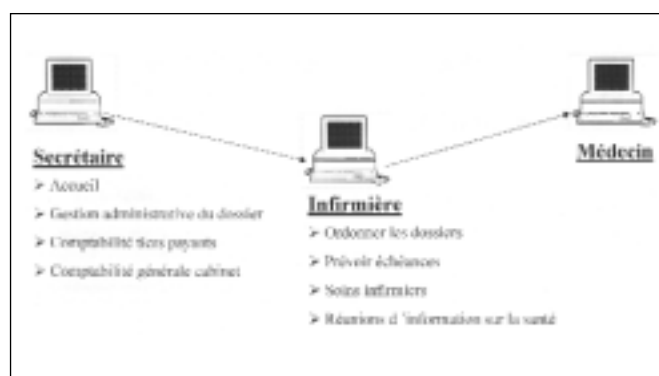 Secrétaire
➢ Accueil
➢ Gestion administrative du dossier
➢ Comptabilité tiers payants
➢ Comptabilité générale cabinet
Infirmière
➢ Ordonner les dossiers
➢ Prévoir échéances
➢ Soins infirmiers
➢ Réunions d 'information sur la santé
Médecin